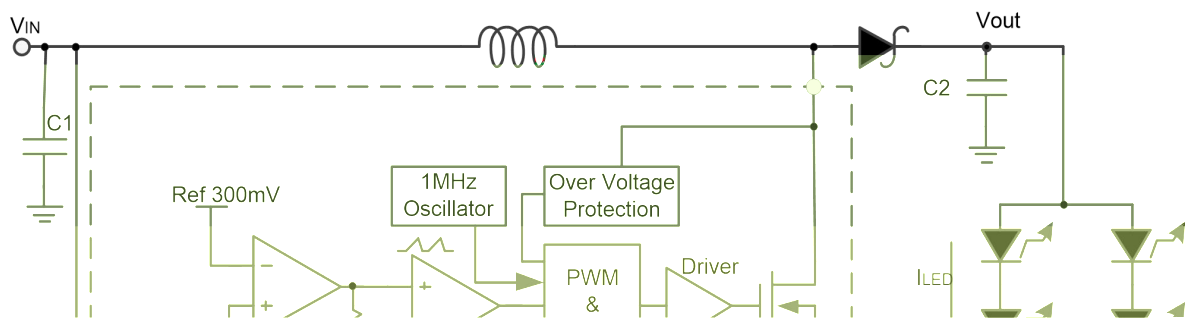 VIN
Vout
C2
C1
1MHz
Oscillator
Over Voltage
Protection
Ref 300mV
PWM
&
Driver
ILED